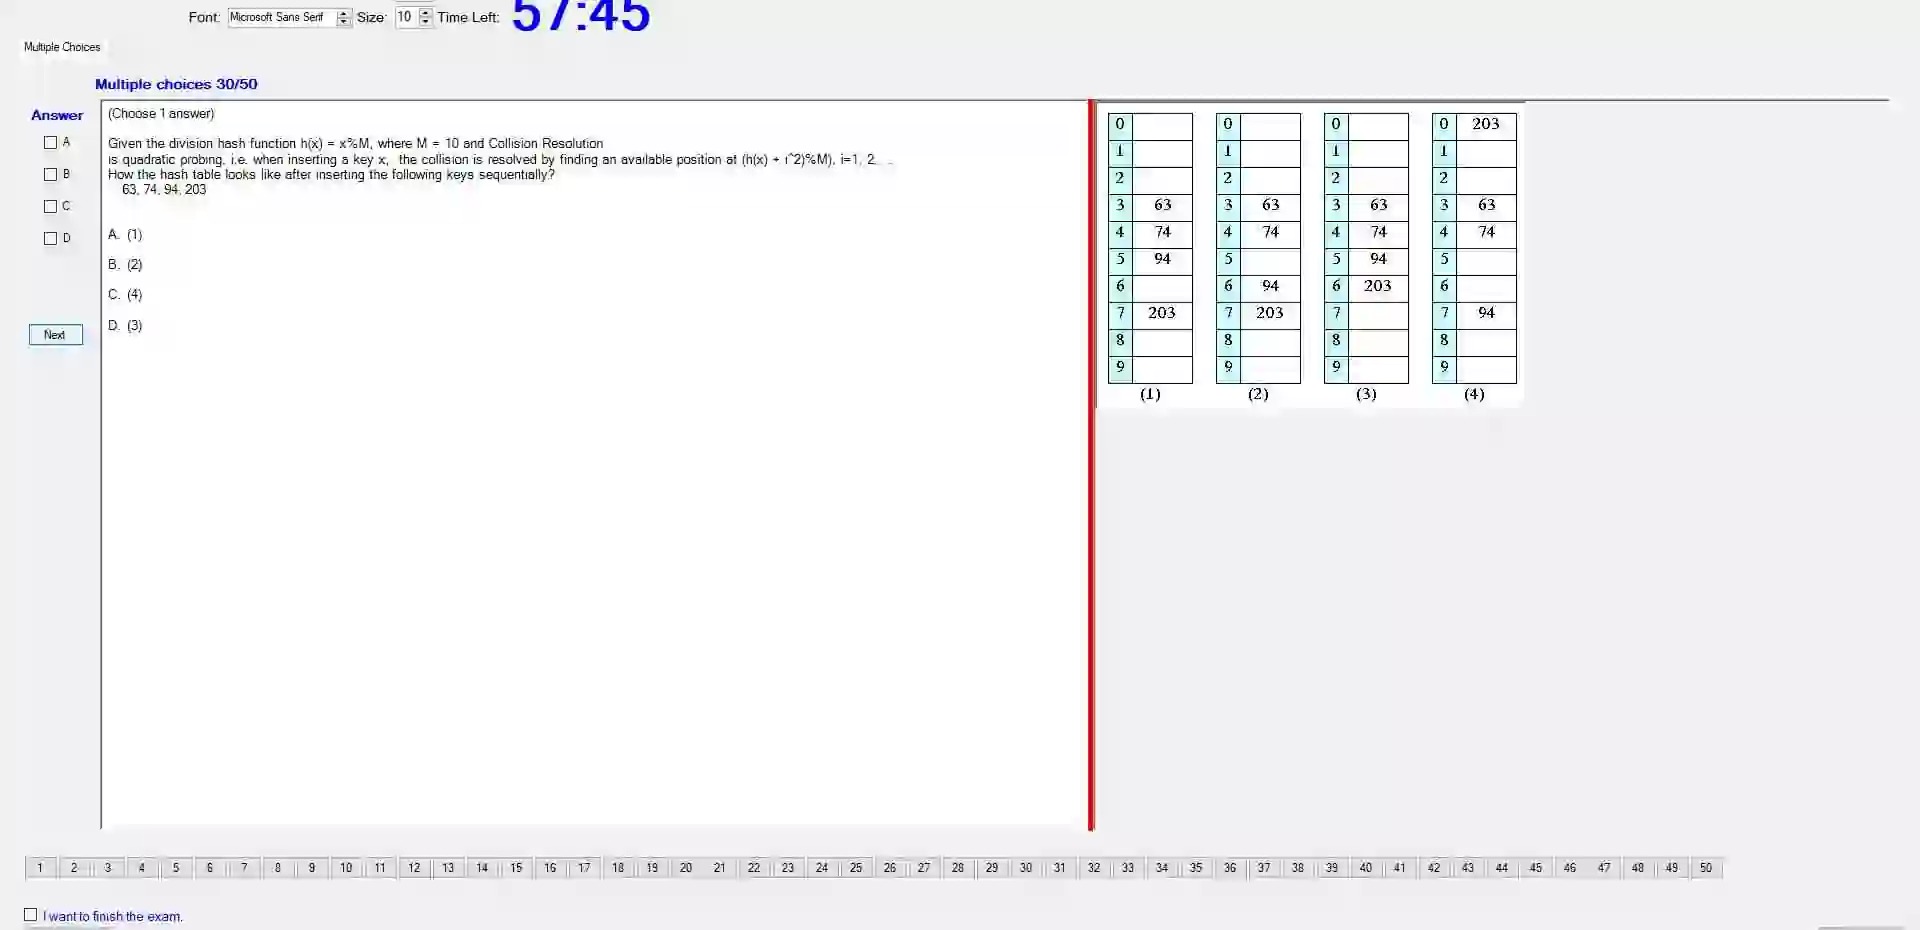 Font: Microsoft Sans Serif Size: 10 Time Left: 57:45
Multiple Choices
Multiple choices 30/50
Answer
A
B
C
D
Next
(Choose 1 answer)
Given the division hash function h(x) = x%M, where M = 10 and Collision Resolution
is quadratic probing, i.e. when inserting a key x, the collision is resolved by finding an available position at (h(x) + i^2)%M), i=1, 2, ...
How the hash table looks like after inserting the following keys sequentially?
63, 74, 94, 203
A. (1)
B. (2)
C. (4)
D. (3)
0 0 0 0 203
1 1 1 1
2 2 2 2
3 63 3 63 3 63 3 63
4 74 4 74 4 74 4 74
5 94 5 5 94 5
6 6 94 6 203 6
7 203 7 203 7 7 94
8 8 8 8
9 9 9 9
(1) (2) (3) (4)
1 2 3 4 5 6 7 8 9 10 11 12 13 14 15 16 17 18 19 20 21 22 23 24 25 26 27 28 29 30 31 32 33 34 35 36 37 38 39 40 41 42 43 44 45 46 47 48 49 50
I want to finish the exam.